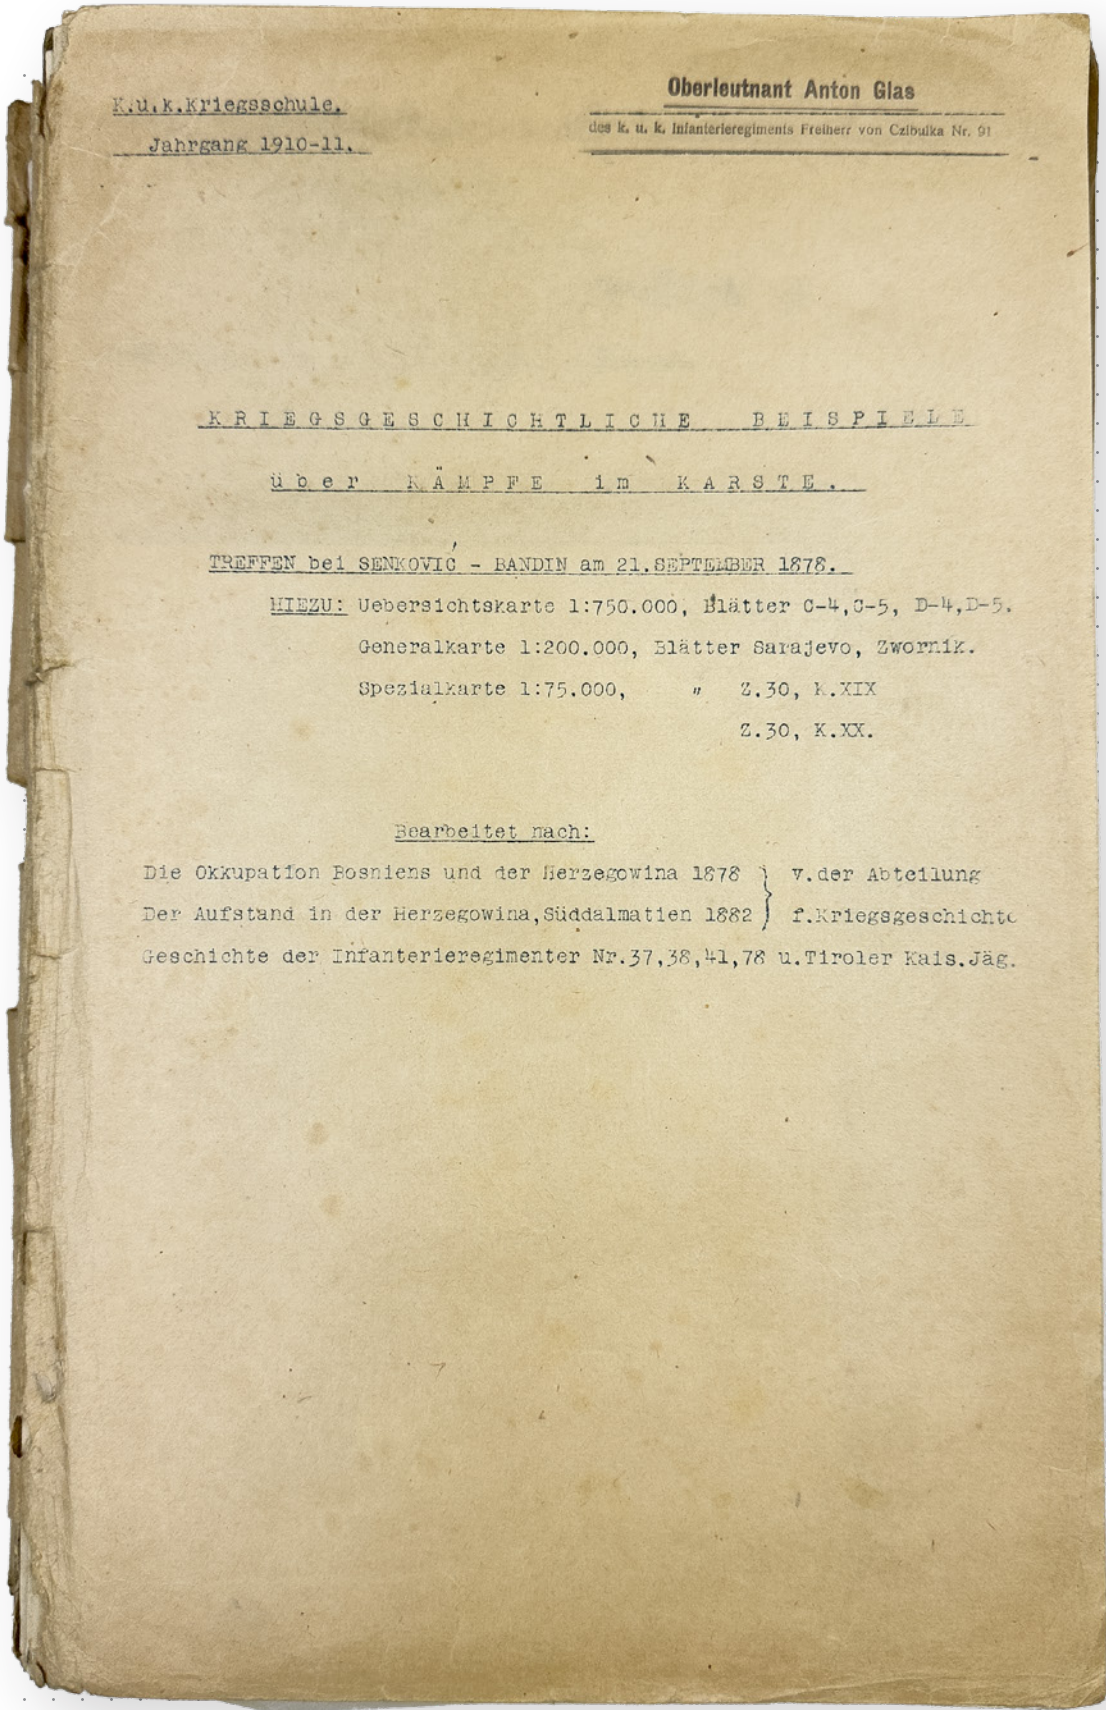 K.u.k.Kriegsschule.
Jahrgang 1910-11.
Oberleutnant Anton Glas
des k. u. k. Infanterieregiments Freiherr von Czibulka Nr. 91
KRIEGSGESCHICHTLICHE BEISPIELE
über KÄMPFE im KARSTE.
TREFFEN bei SENKOVIĆ - BANDIN am 21.SEPTEMBER 1878.
HIEZU: Uebersichtskarte 1:750.000, Blätter C-4,C-5, D-4,D-5.
Generalkarte 1:200.000, Blätter Sarajevo, Zwornik.
Spezialkarte 1:75.000, " Z.30, K.XIX
Z.30, K.XX.
Bearbeitet nach:
Die Okkupation Bosniens und der Herzegowina 1878 } v.der Abteilung
Der Aufstand in der Herzegowina,Süddalmatien 1882 } f.Kriegsgeschichte
Geschichte der Infanterieregimenter Nr.37,38,41,78 u.Tiroler Kais.Jäg.